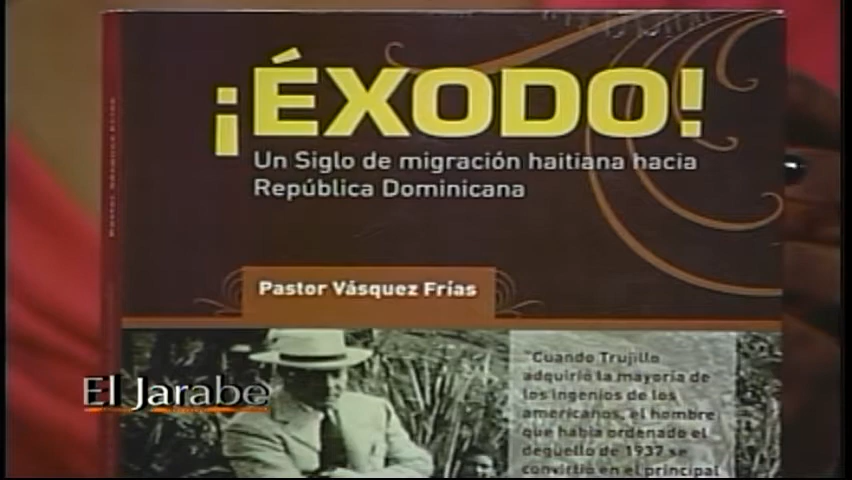 ¡ÉXODO!
Un Siglo de migración haitiana hacia
República Dominicana
Pastor Vásquez Frías
"Cuando Trujillo
adquirió la mayoría de
los ingenios de los
americanos, el hombre
que había ordenado el
degüello de 1937 se
convirtió en el principal
El Jarabe